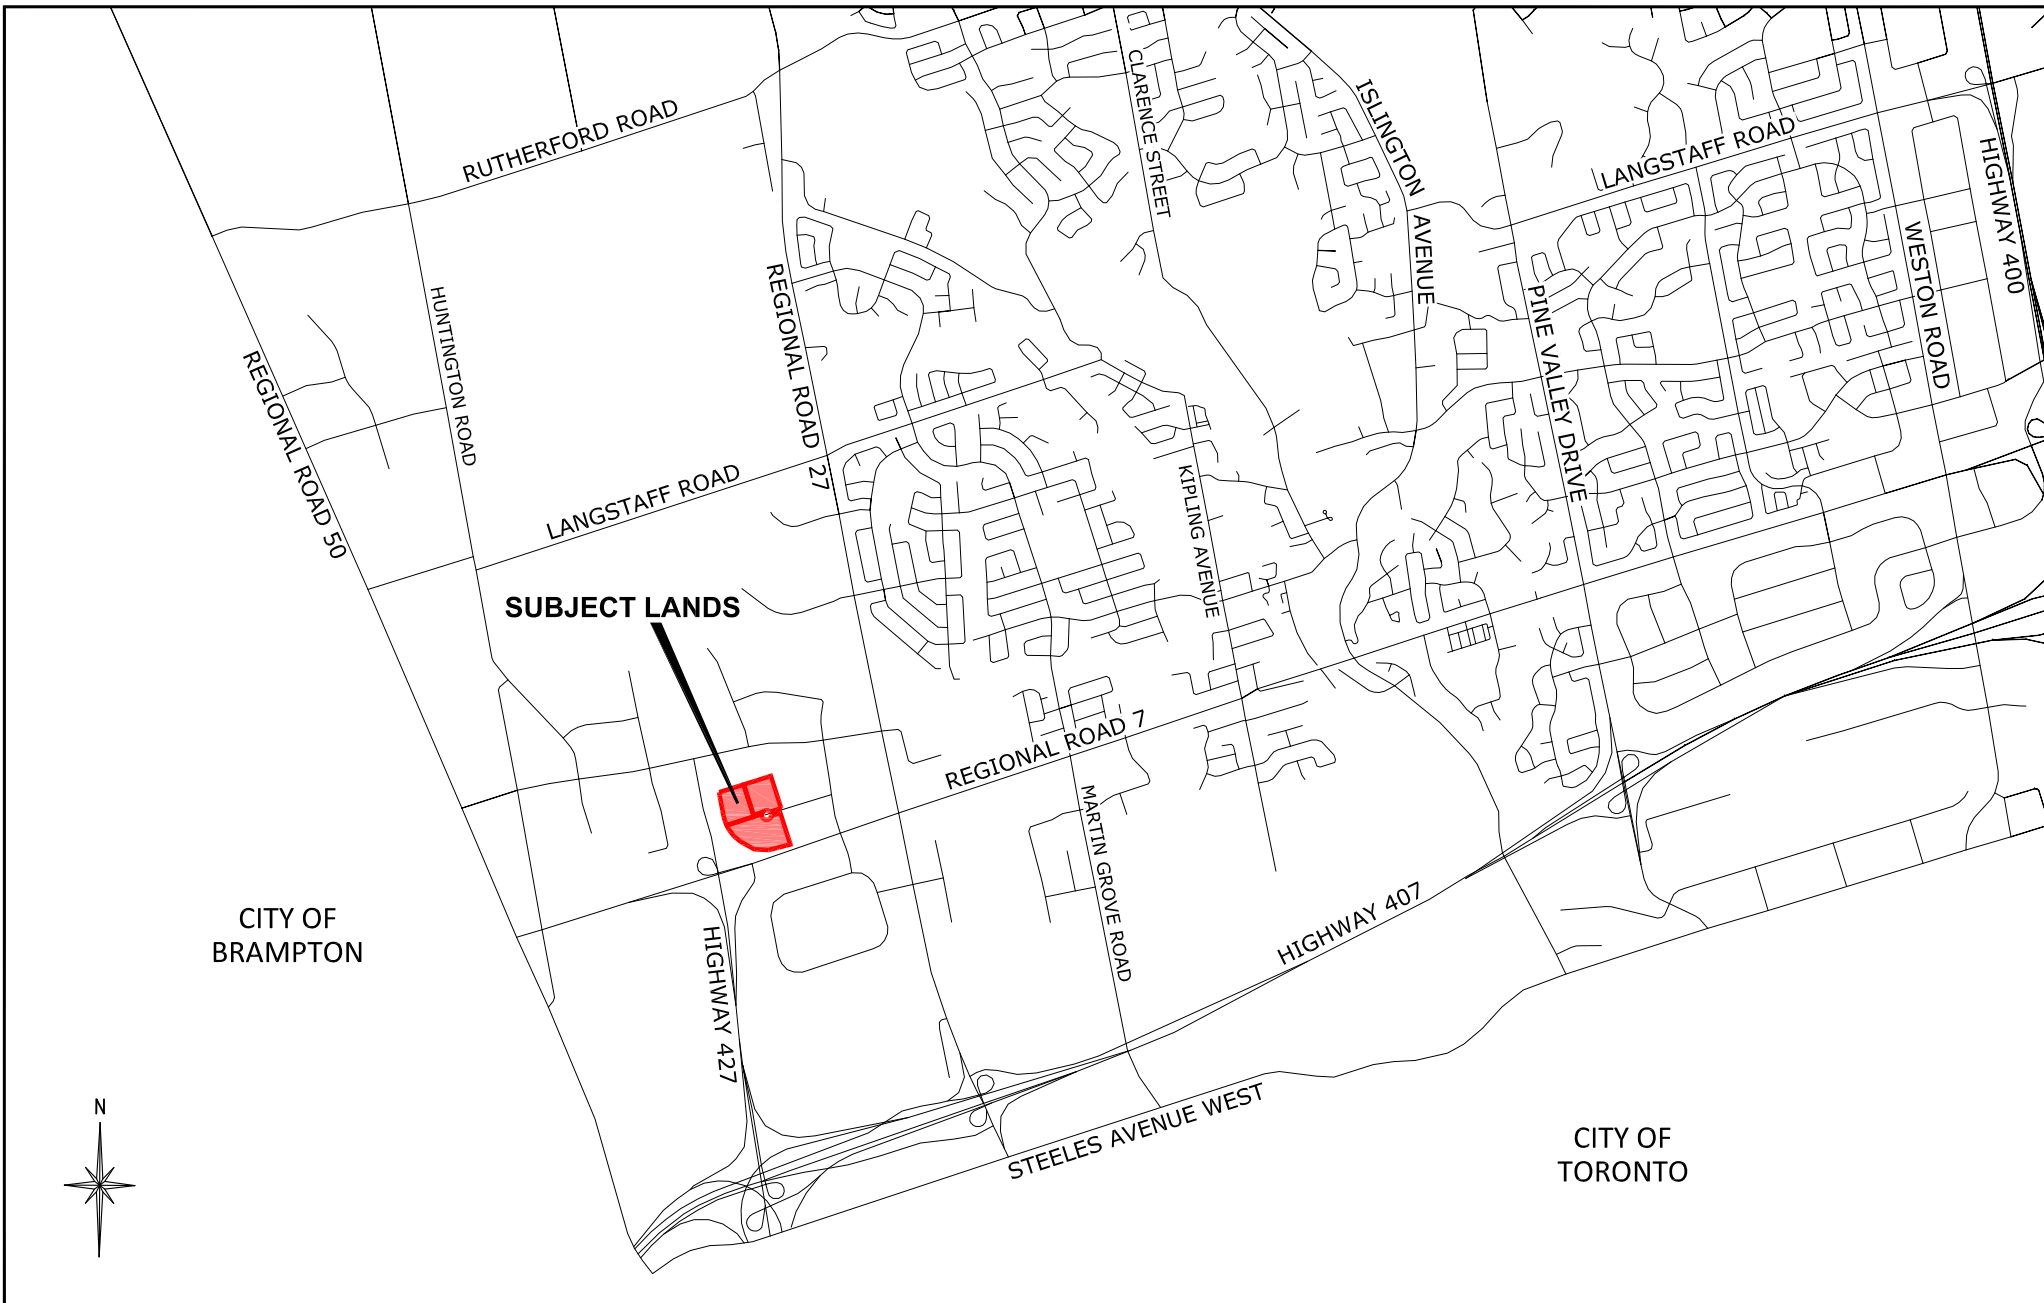 CLARENCE STREET
ISLINGTON AVENUE
RUTHERFORD ROAD
LANGSTAFF ROAD
HIGHWAY 400
WESTON ROAD
HUNTINGTON ROAD
REGIONAL ROAD 27
PINE VALLEY DRIVE
REGIONAL ROAD 50
LANGSTAFF ROAD
KIPLING AVENUE
SUBJECT LANDS
REGIONAL ROAD 7
MARTIN GROVE ROAD
HIGHWAY 407
CITY OF
BRAMPTON
HIGHWAY 427
STEELES AVENUE WEST
N
CITY OF
TORONTO